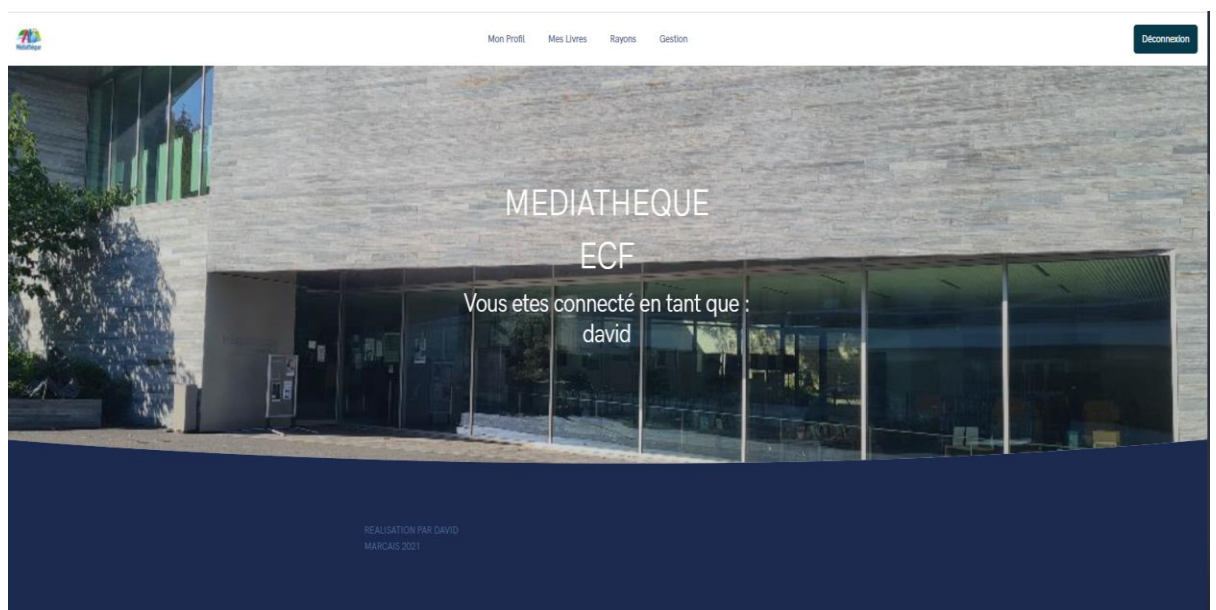 Médiathèque
Mon Profil Mes Livres Rayons Gestion
Déconnexion
MEDIATHEQUE
ECF
Vous etes connecté en tant que :
david
REALISATION PAR DAVID
MARCAIS 2021